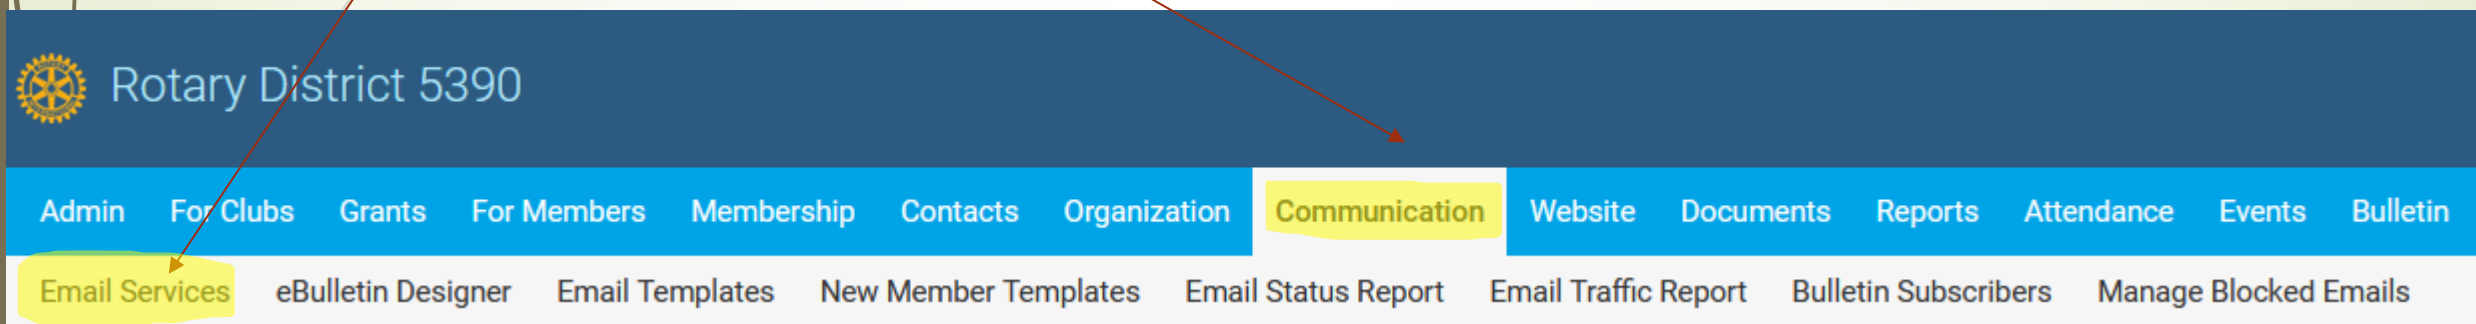 Rotary District 5390
Admin For Clubs Grants For Members Membership Contacts Organization Communication Website Documents Reports Attendance Events Bulletin
Email Services eBulletin Designer Email Templates New Member Templates Email Status Report Email Traffic Report Bulletin Subscribers Manage Blocked Emails